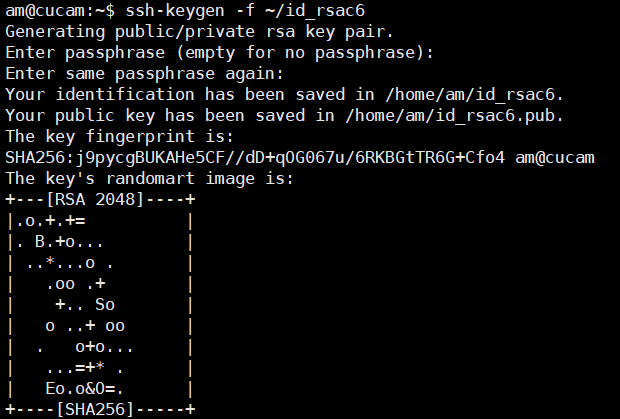 am@cucam:~$ ssh-keygen -f ~/id_rsac6
Generating public/private rsa key pair.
Enter passphrase (empty for no passphrase):
Enter same passphrase again:
Your identification has been saved in /home/am/id_rsac6.
Your public key has been saved in /home/am/id_rsac6.pub.
The key fingerprint is:
SHA256:j9pycgBUKAHe5CF//dD+qOG067u/6RKBGtTR6G+Cfo4 am@cucam
The key's randomart image is:
+---[RSA 2048]----+
|.o.+.+=          |
|. B.+o...        |
| ..*...o .       |
|   .oo .+        |
|    +.. So       |
|   o ..+ oo      |
|  .   o+o...     |
|   ...=+* .      |
|   Eo.o&O=.      |
+----[SHA256]-----+